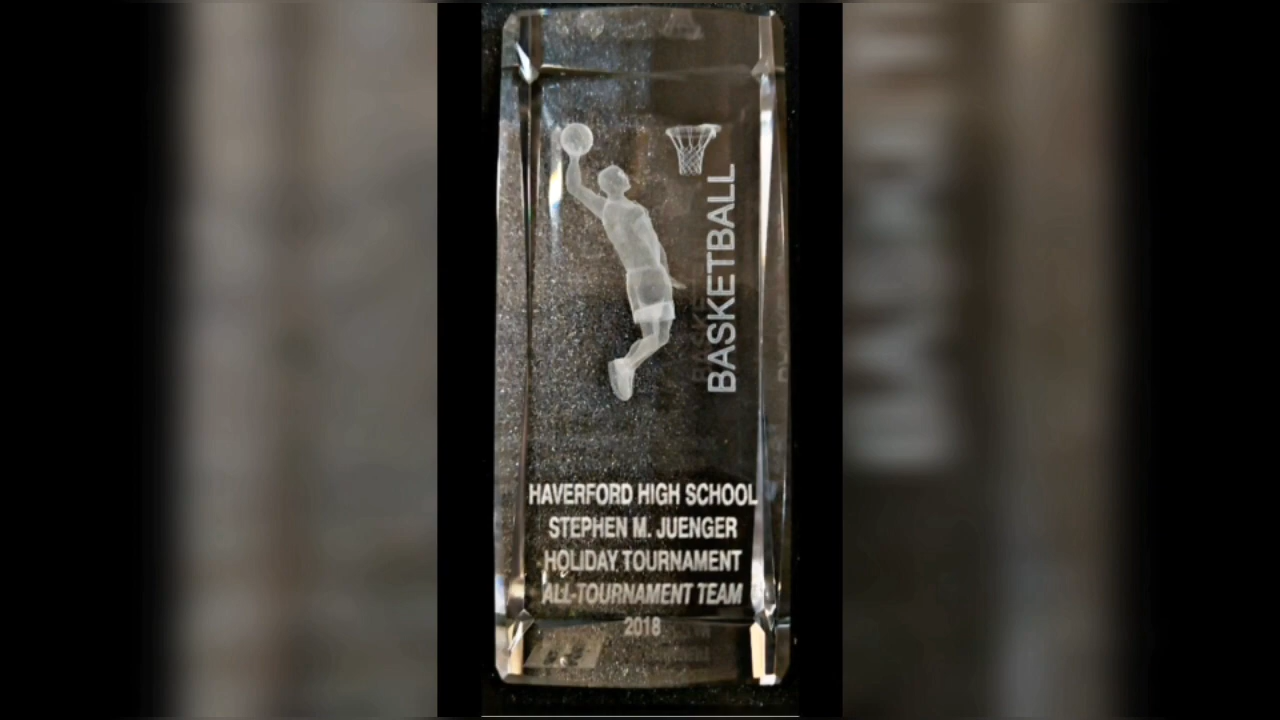 BASKETBALL
HAVERFORD HIGH SCHOOL
STEPHEN M. JUENGER
HOLIDAY TOURNAMENT
ALL-TOURNAMENT TEAM
2018